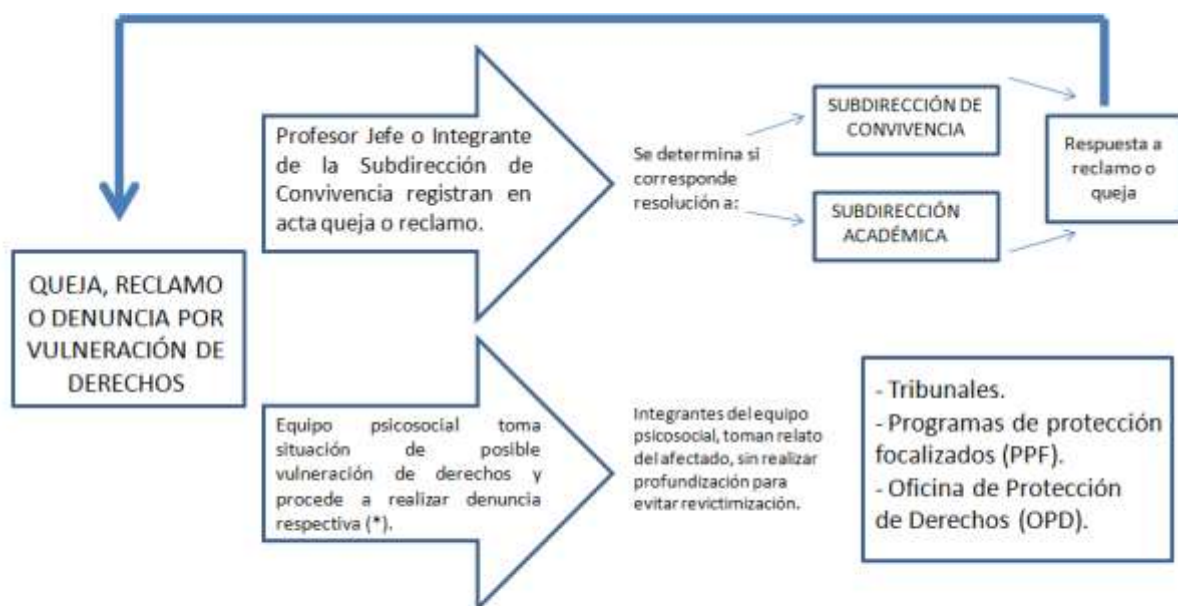 QUEJA, RECLAMO
O DENUNCIA POR
VULNERACIÓN DE
DERECHOS
Profesor Jefe o Integrante
de la Subdirección de
Convivencia registran en
acta queja o reclamo.
Se determina si
corresponde
resolución a:
SUBDIRECCIÓN DE
CONVIVENCIA
SUBDIRECCIÓN
ACADÉMICA
Respuesta a
reclamo o
queja
Equipo psicosocial toma
situación de posible
vulneración de derechos y
procede a realizar denuncia
respectiva (*).
Integrantes del equipo
psicosocial, toman relato
del afectado, sin realizar
profundización para
evitar revictimización.
- Tribunales.
- Programas de protección
focalizados (PPF).
- Oficina de Protección
de Derechos (OPD).